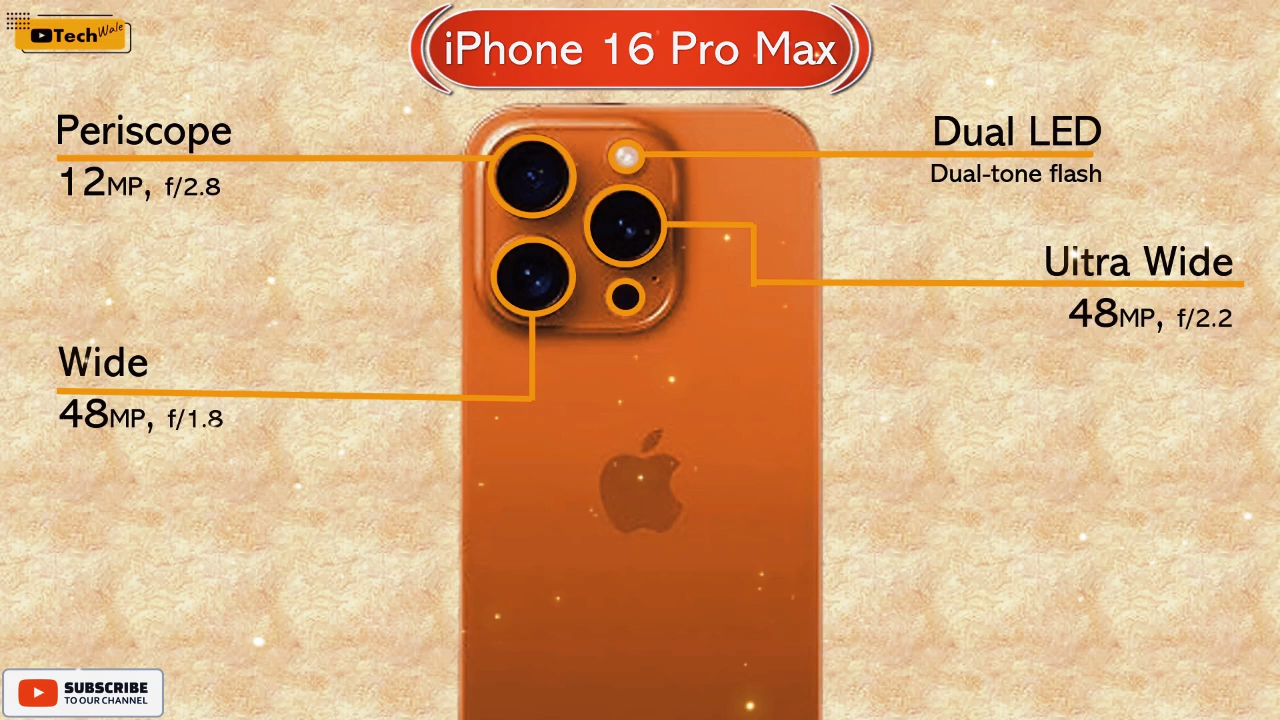 TechWale
iPhone 16 Pro Max
Periscope
12MP, f/2.8
Dual LED
Dual-tone flash
Uitra Wide
48MP, f/2.2
Wide
48MP, f/1.8
SUBSCRIBE
TO OUR CHANNEL